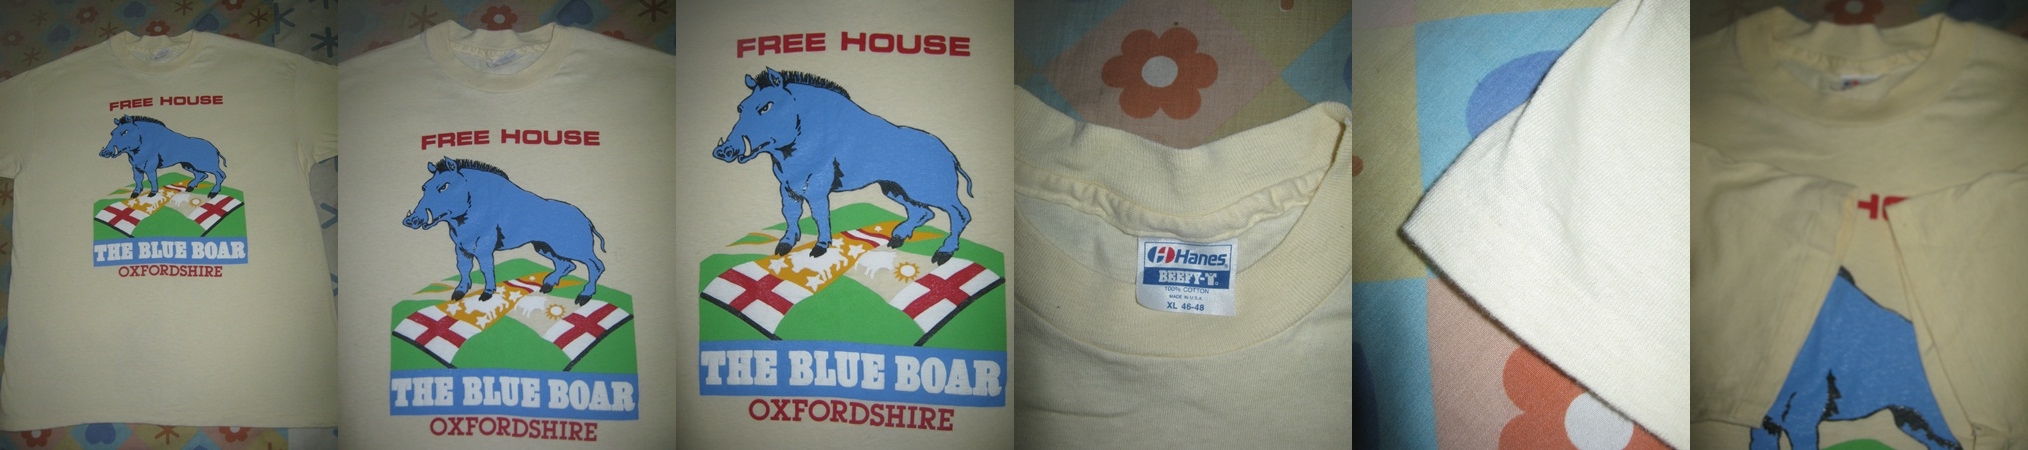 FREE HOUSE
THE BLUE BOAR
OXFORDSHIRE
FREE HOUSE
THE BLUE BOAR
OXFORDSHIRE
FREE HOUSE
THE BLUE BOAR
OXFORDSHIRE
Hanes
BEEFY-T
100% COTTON
MADE IN U.S.A.
XL 46-48
HO